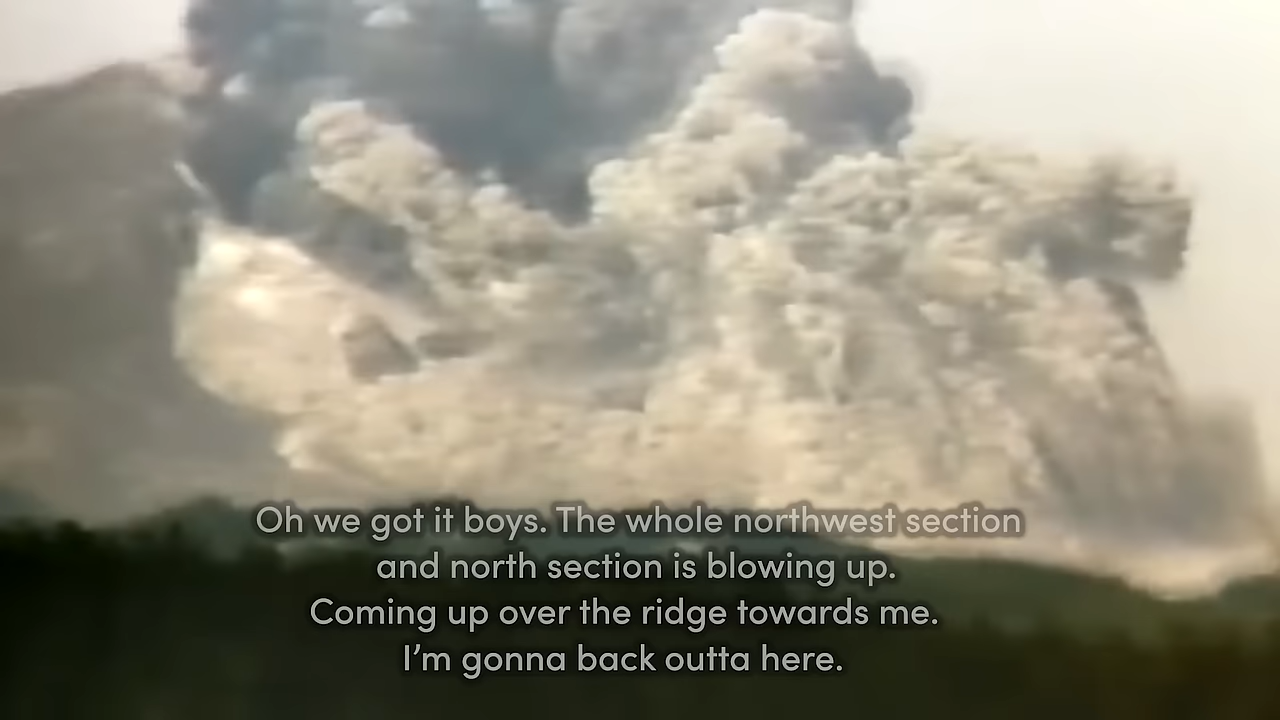 Oh we got it boys. The whole northwest section
and north section is blowing up.
Coming up over the ridge towards me.
I’m gonna back outta here.